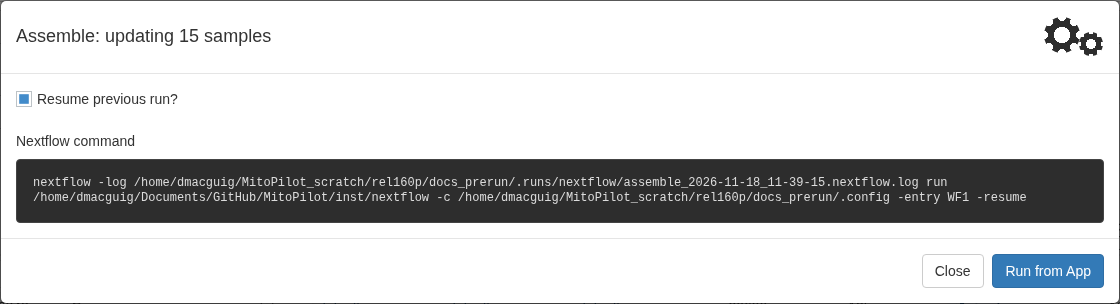 Assemble: updating 15 samples
Resume previous run?
Nextflow command
nextflow -log /home/dmacguig/MitoPilot_scratch/rel160p/docs_prerun/.runs/nextflow/assemble_2026-11-18_11-39-15.nextflow.log run
/home/dmacguig/Documents/GitHub/MitoPilot/inst/nextflow -c /home/dmacguig/MitoPilot_scratch/rel160p/docs_prerun/.config -entry WF1 -resume
Close
Run from App